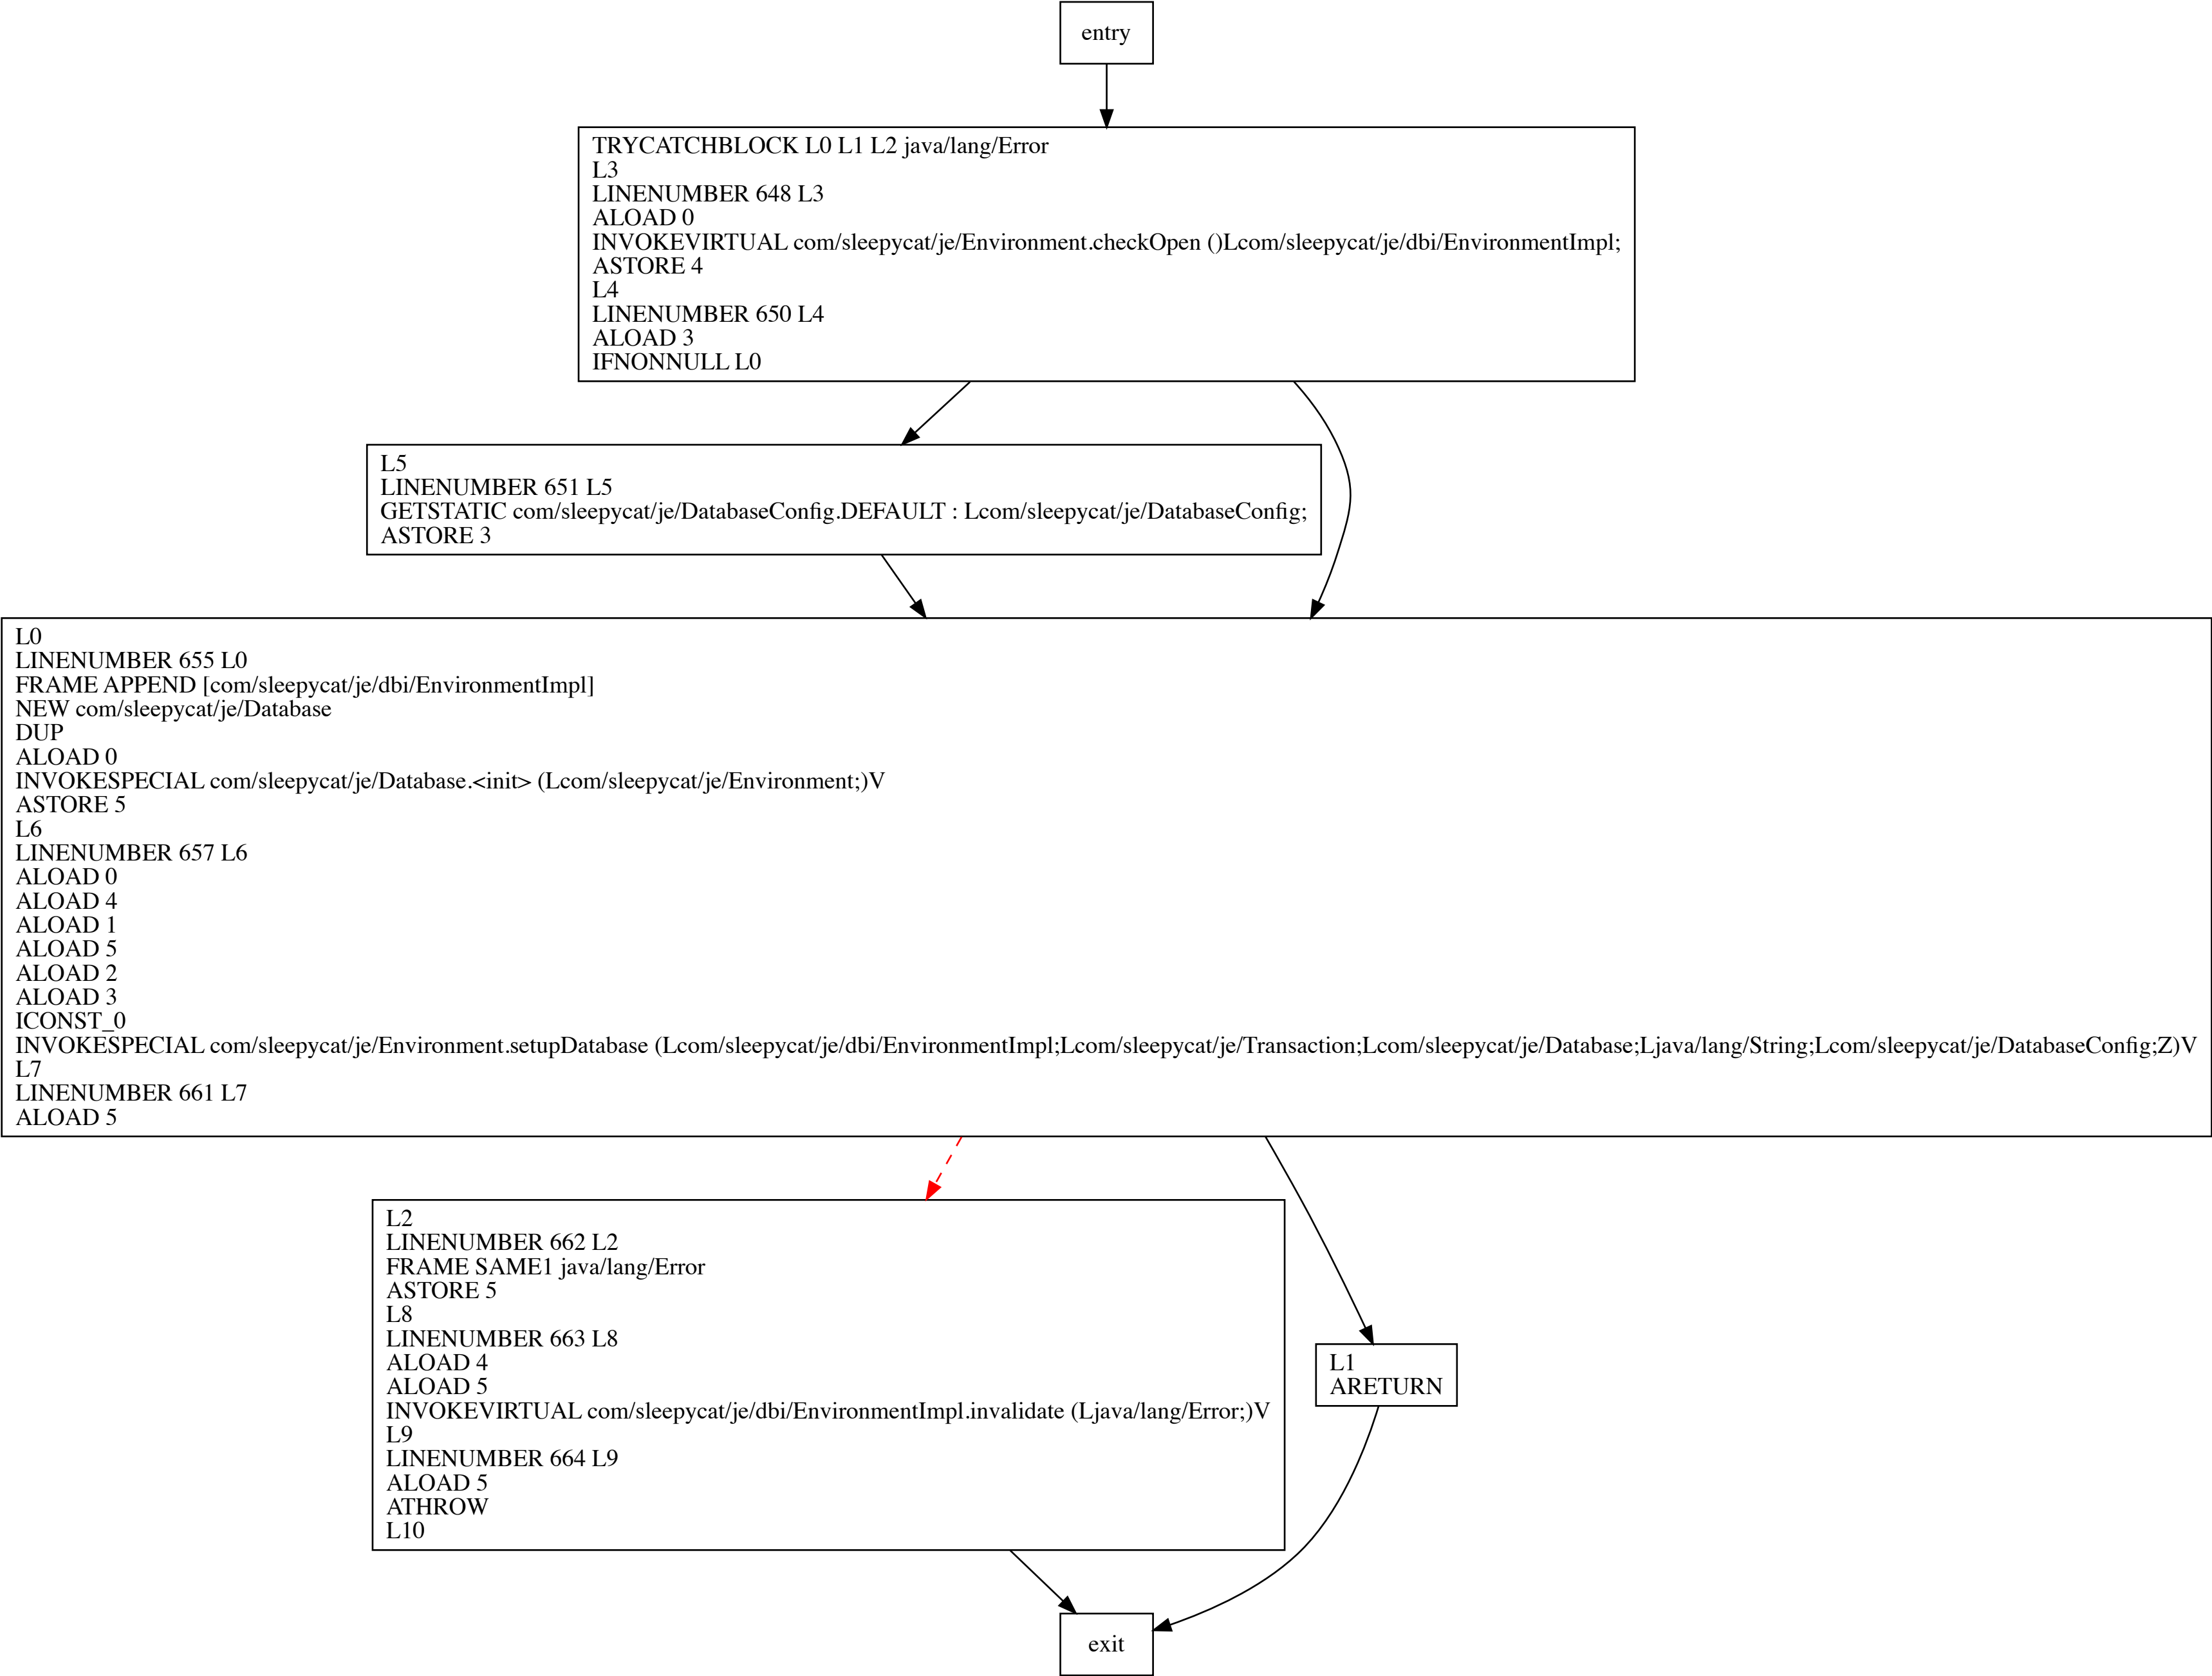 entry
TRYCATCHBLOCK L0 L1 L2 java/lang/Error
L3
LINENUMBER 648 L3
ALOAD 0
INVOKEVIRTUAL com/sleepycat/je/Environment.checkOpen ()Lcom/sleepycat/je/dbi/EnvironmentImpl;
ASTORE 4
L4
LINENUMBER 650 L4
ALOAD 3
IFNONNULL L0
L5
LINENUMBER 651 L5
GETSTATIC com/sleepycat/je/DatabaseConfig.DEFAULT : Lcom/sleepycat/je/DatabaseConfig;
ASTORE 3
L0
LINENUMBER 655 L0
FRAME APPEND [com/sleepycat/je/dbi/EnvironmentImpl]
NEW com/sleepycat/je/Database
DUP
ALOAD 0
INVOKESPECIAL com/sleepycat/je/Database.<init> (Lcom/sleepycat/je/Environment;)V
ASTORE 5
L6
LINENUMBER 657 L6
ALOAD 0
ALOAD 4
ALOAD 1
ALOAD 5
ALOAD 2
ALOAD 3
ICONST_0
INVOKESPECIAL com/sleepycat/je/Environment.setupDatabase (Lcom/sleepycat/je/dbi/EnvironmentImpl;Lcom/sleepycat/je/Transaction;Lcom/sleepycat/je/Database;Ljava/lang/String;Lcom/sleepycat/je/DatabaseConfig;Z)V
L7
LINENUMBER 661 L7
ALOAD 5
L2
LINENUMBER 662 L2
FRAME SAME1 java/lang/Error
ASTORE 5
L8
LINENUMBER 663 L8
ALOAD 4
ALOAD 5
INVOKEVIRTUAL com/sleepycat/je/dbi/EnvironmentImpl.invalidate (Ljava/lang/Error;)V
L9
LINENUMBER 664 L9
ALOAD 5
ATHROW
L10
L1
ARETURN
exit